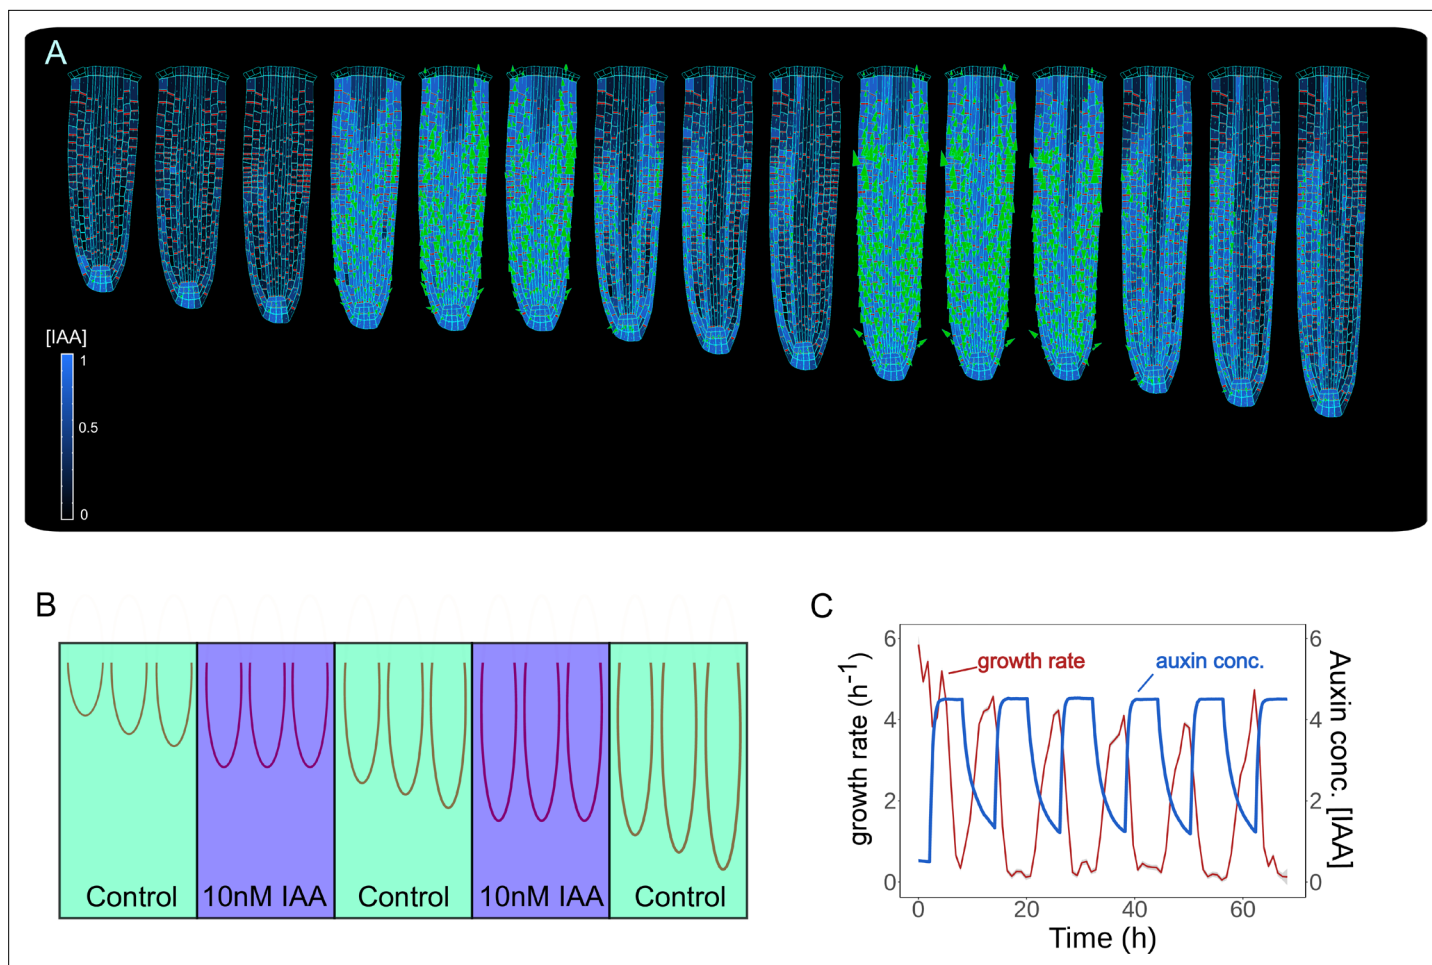 A
[IAA]
1
0.5
0
B
Control
10nM IAA
Control
10nM IAA
Control
C
growth rate
auxin conc.
growth rate (h⁻¹)
6
4
2
0
6
4
2
0
Auxin conc. [IAA]
0
20
40
60
Time (h)